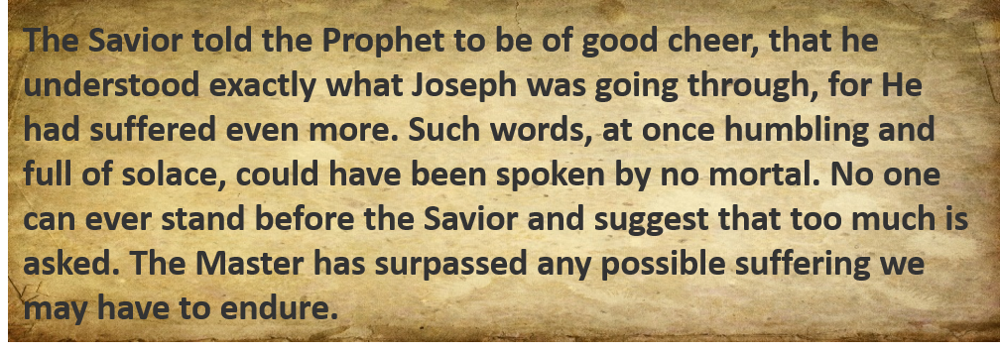 The Savior told the Prophet to be of good cheer, that he
understood exactly what Joseph was going through, for He
had suffered even more. Such words, at once humbling and
full of solace, could have been spoken by no mortal. No one
can ever stand before the Savior and suggest that too much is
asked. The Master has surpassed any possible suffering we
may have to endure.